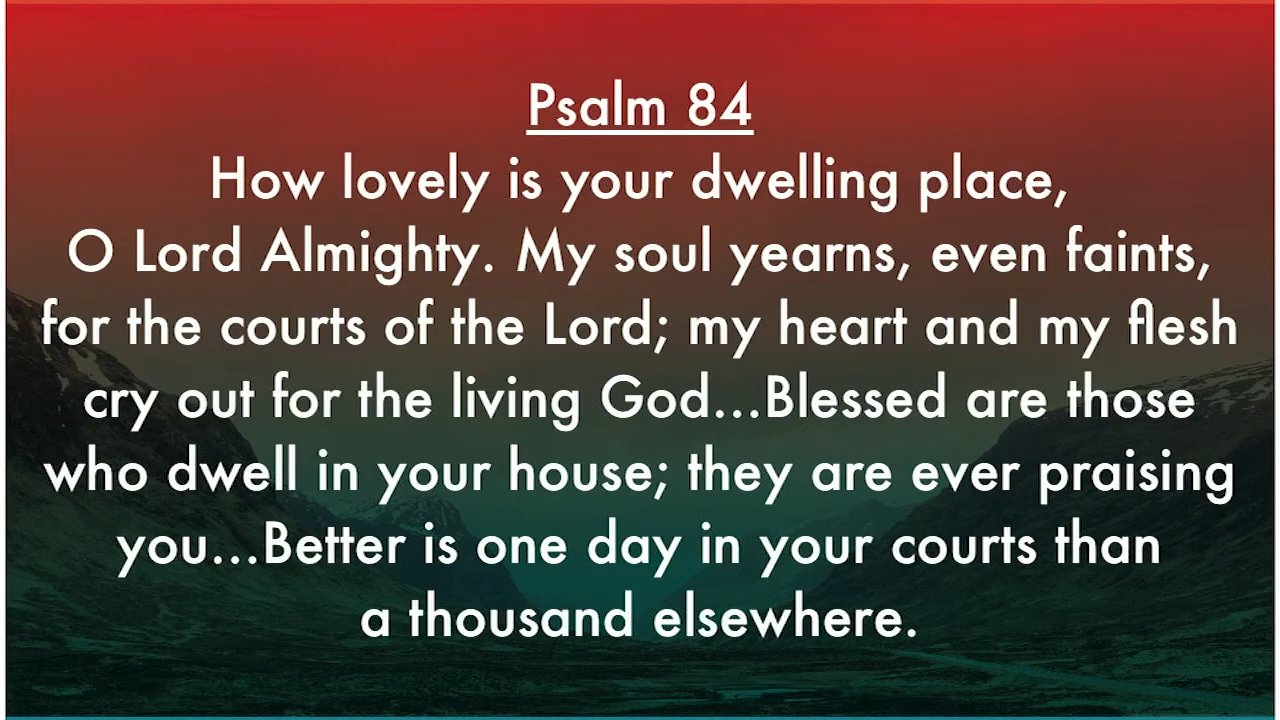 Psalm 84
How lovely is your dwelling place,
O Lord Almighty. My soul yearns, even faints,
for the courts of the Lord; my heart and my flesh
cry out for the living God...Blessed are those
who dwell in your house; they are ever praising
you...Better is one day in your courts than
a thousand elsewhere.